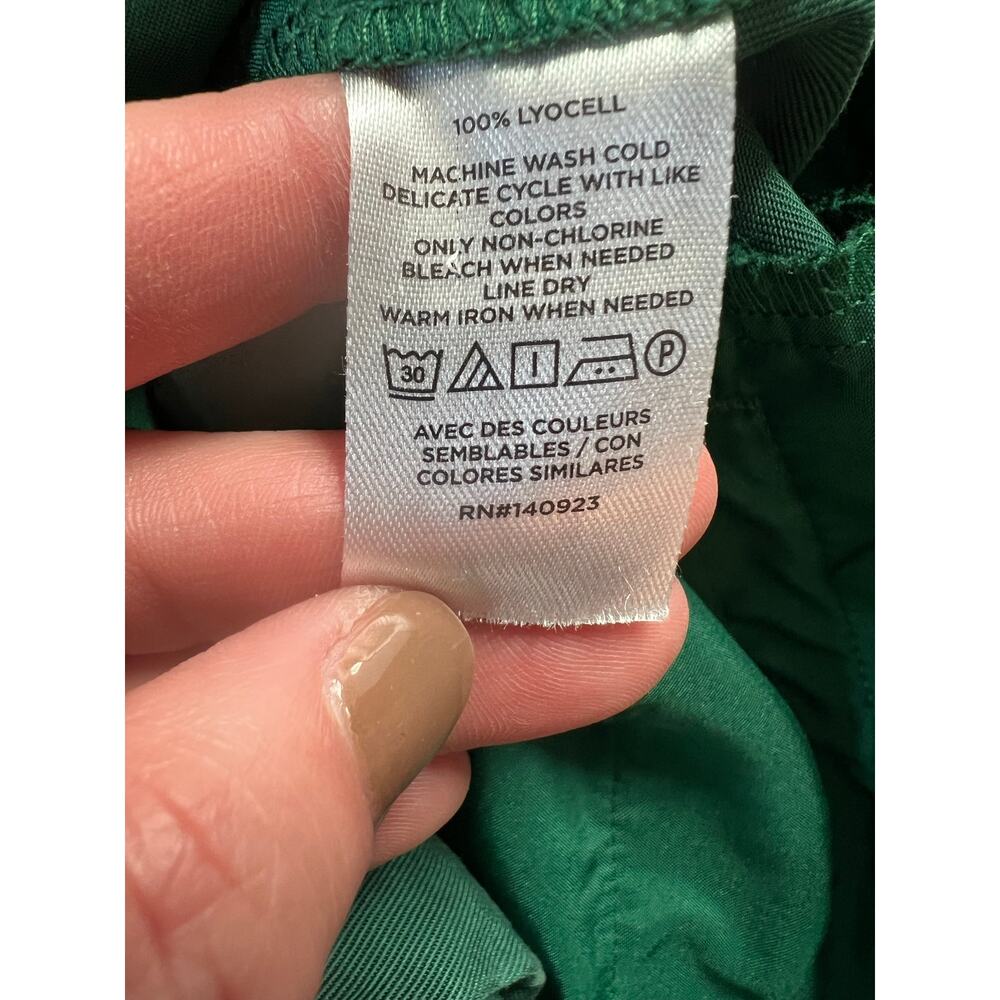 100% LYOCELL
MACHINE WASH COLD
DELICATE CYCLE WITH LIKE
COLORS
ONLY NON-CHLORINE
BLEACH WHEN NEEDED
LINE DRY
WARM IRON WHEN NEEDED
30 P
AVEC DES COULEURS
SEMBLABLES / CON
COLORES SIMILARES
RN#140923